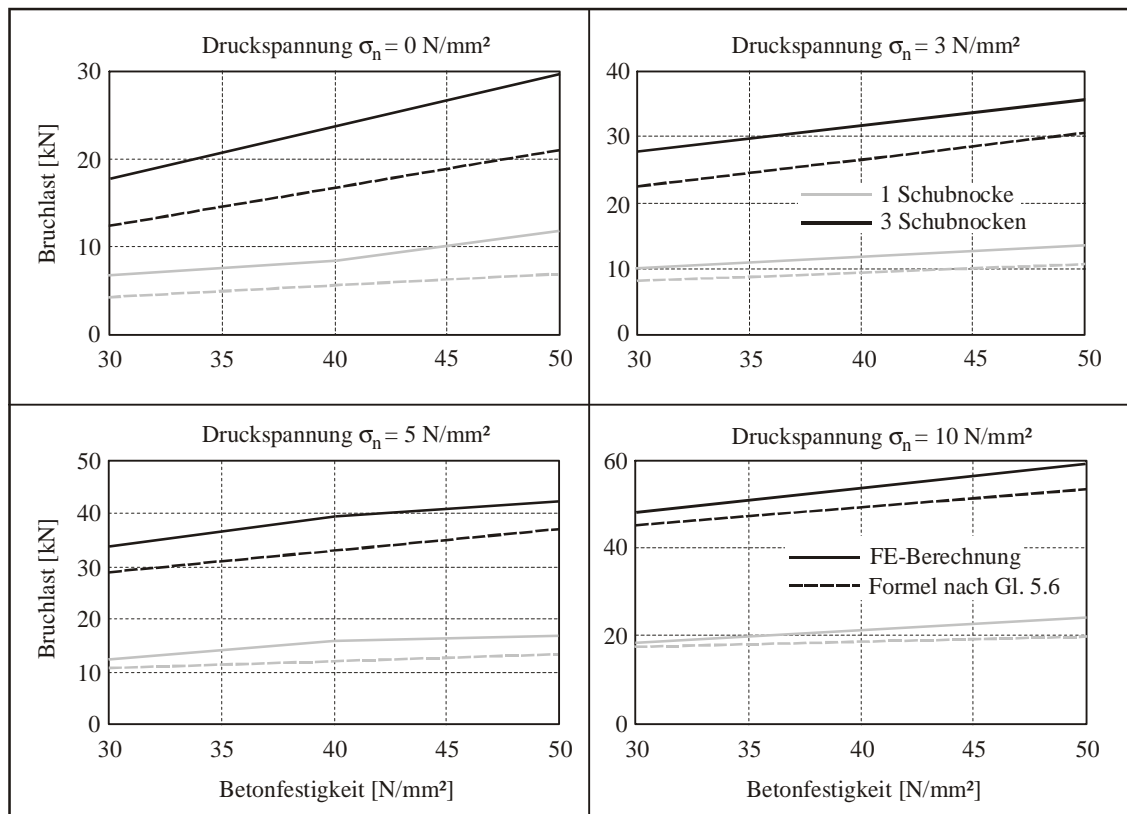 Druckspannung σn = 0 N/mm²
Bruchlast [kN]
30
20
10
0
30 35 40 45 50
Druckspannung σn = 3 N/mm²
40
30
20
10
0
1 Schubnocke
3 Schubnocken
30 35 40 45 50
Druckspannung σn = 5 N/mm²
Bruchlast [kN]
50
40
30
20
10
0
30 35 40 45 50
Betonfestigkeit [N/mm²]
Druckspannung σn = 10 N/mm²
60
40
20
0
FE-Berechnung
Formel nach Gl. 5.6
30 35 40 45 50
Betonfestigkeit [N/mm²]